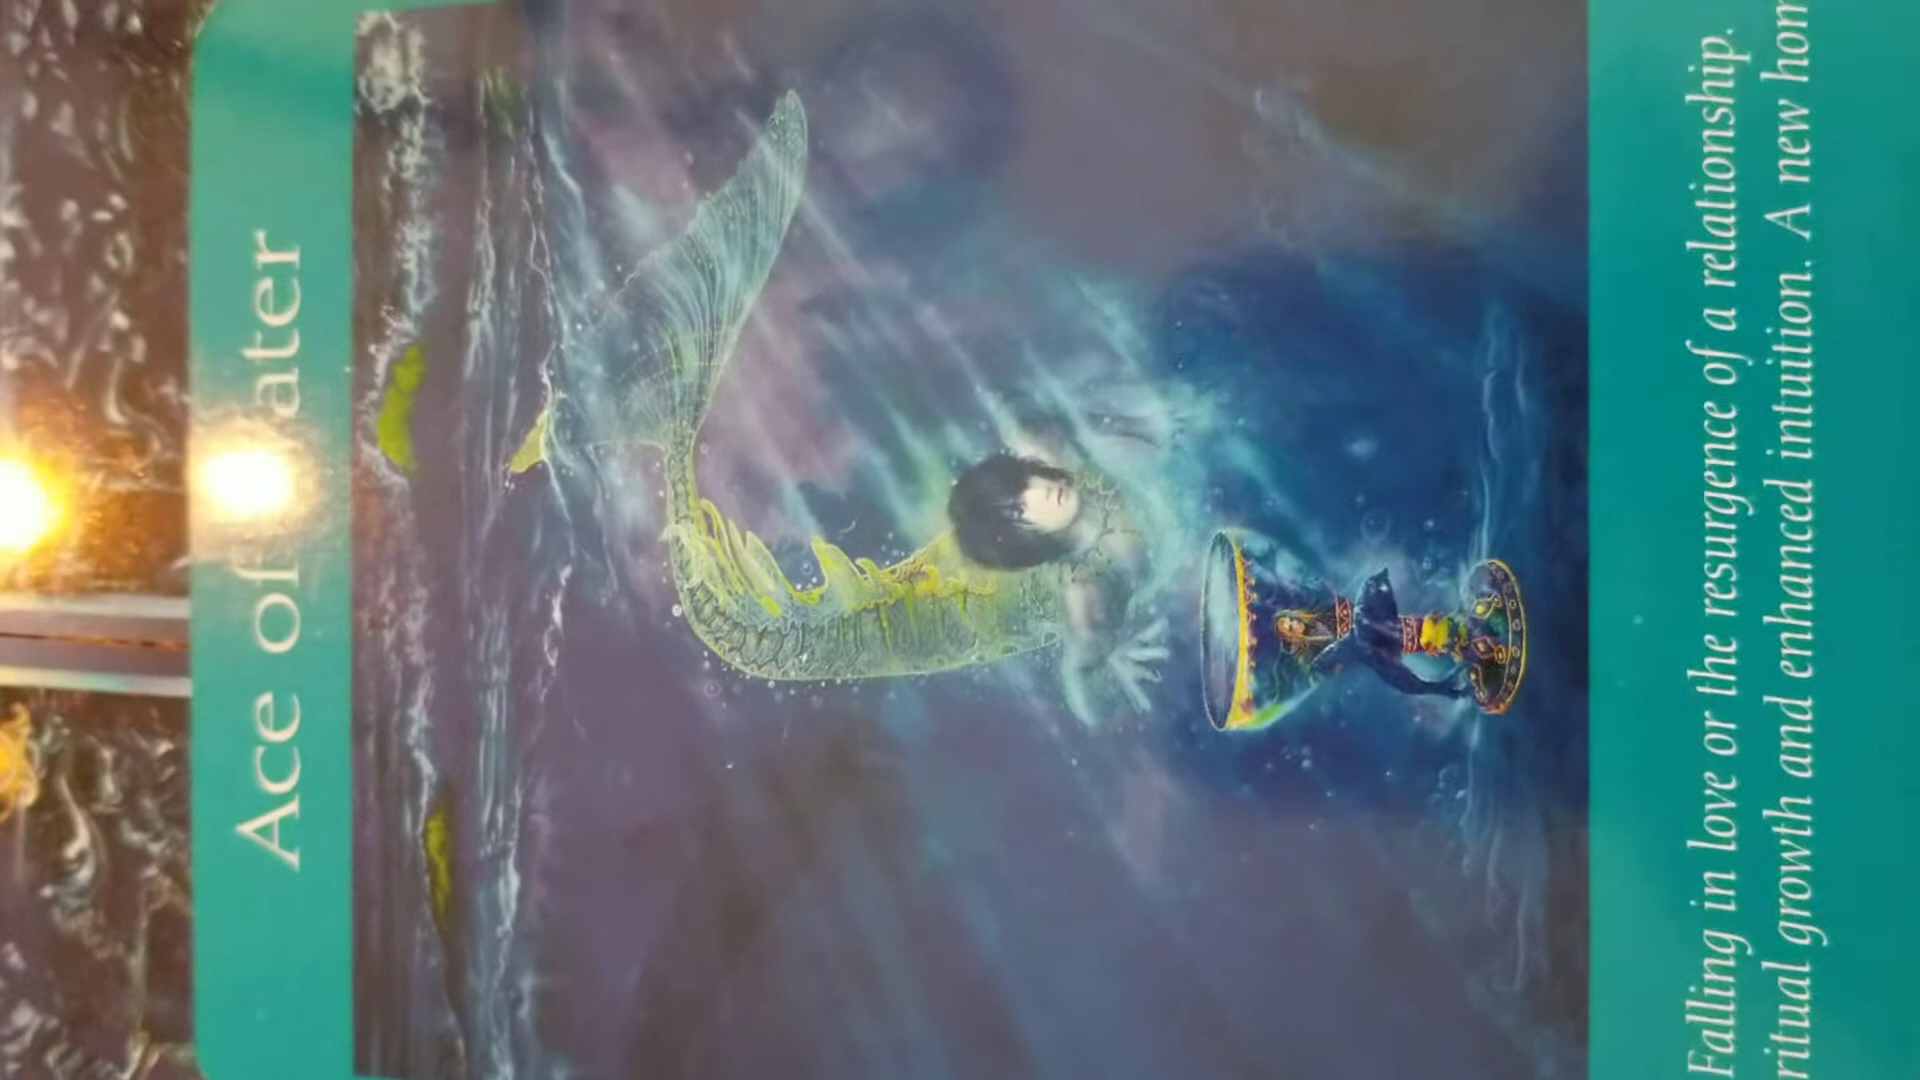 Ace of ater
Falling in love or the resurgence of a relationship.
ritual growth and enhanced intuition. A new hom